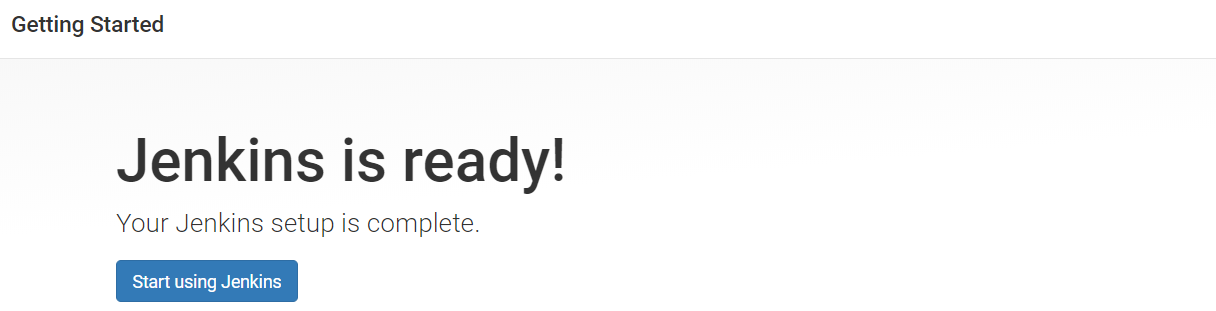 Getting Started
Jenkins is ready!
Your Jenkins setup is complete.
Start using Jenkins